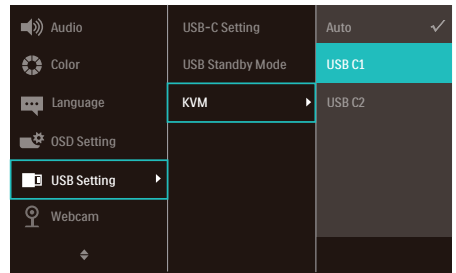 Audio
Color
Language
OSD Setting
USB Setting
Webcam
USB-C Setting
USB Standby Mode
KVM
Auto
USB C1
USB C2